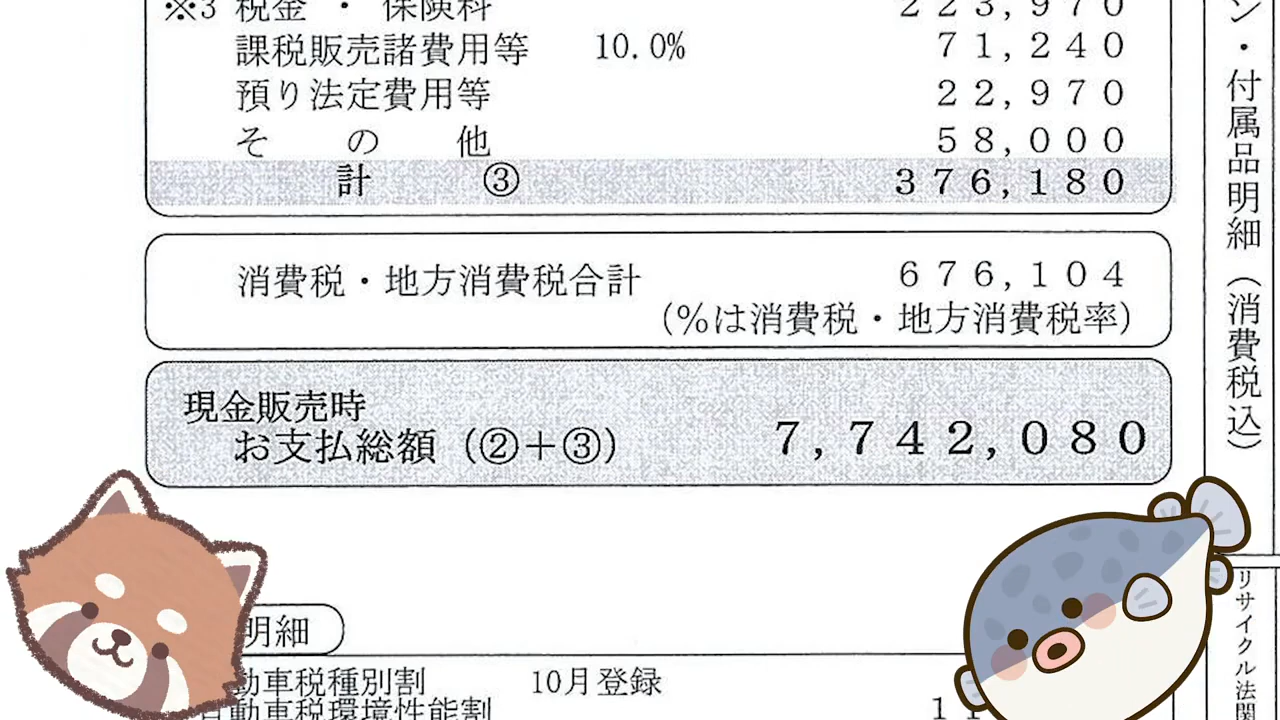 ※3 税金・保険料 223,970
課税販売諸費用等 10.0% 71,240
預り法定費用等 22,970
その他 58,000
計 ③ 376,180
消費税・地方消費税合計 676,104
(%は消費税・地方消費税率)
現金販売時
お支払総額(②+③) 7,742,080
明細
動車税種別割 10月登録
自動車税環境性能割
ン・付属品明細(消費税込)
リサイクル法関